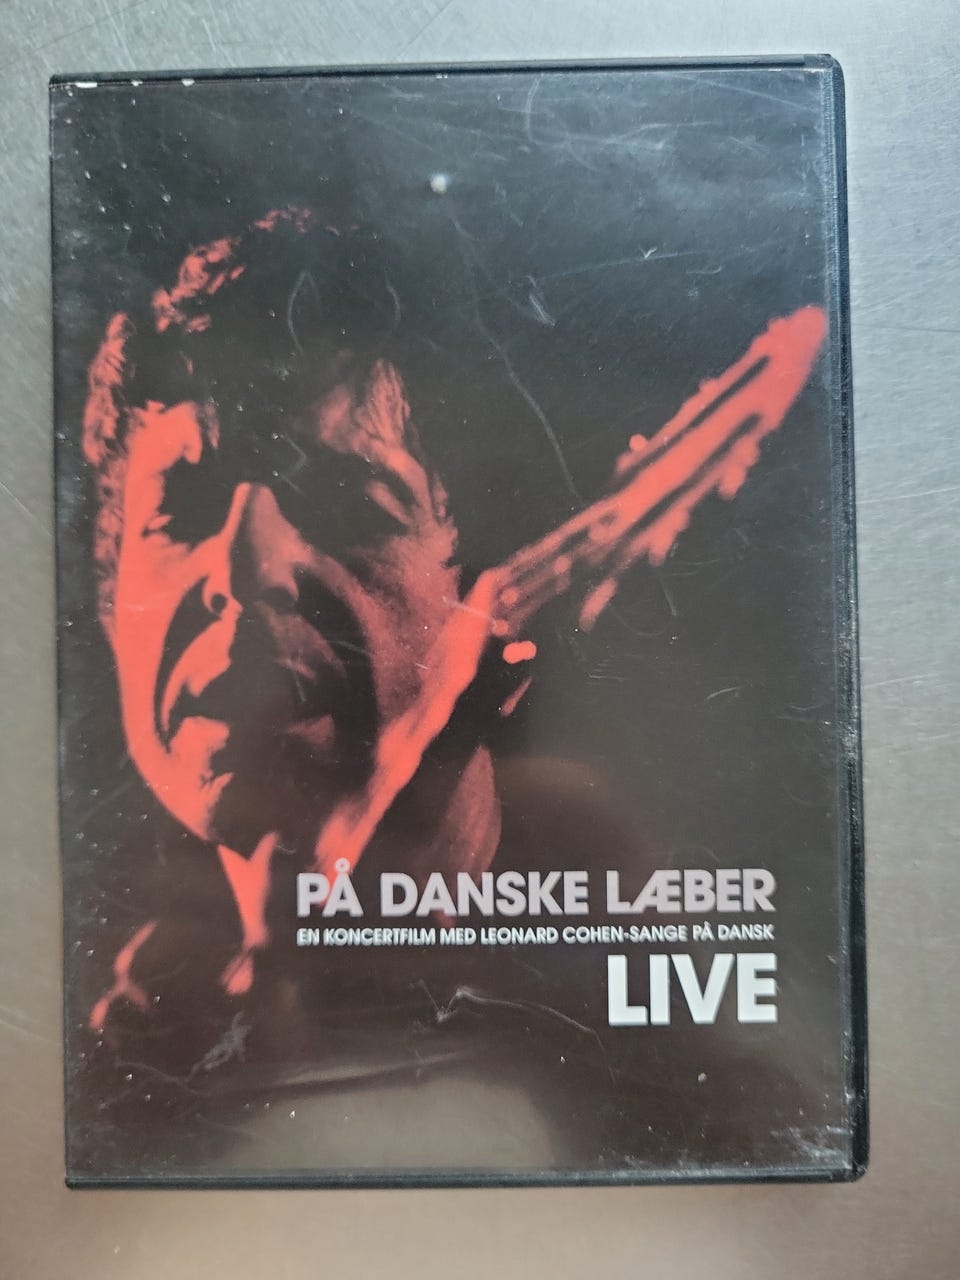 PÅ DANSKE LÆBER
EN KONCERTFILM MED LEONARD COHEN-SANGE PÅ DANSK
LIVE